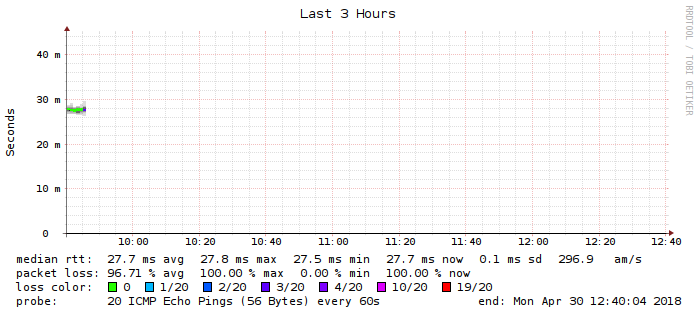 Last 3 Hours
RRDTOOL / TOBI OETIKER
Seconds
40 m
30 m
20 m
10 m
0
10:00 10:20 10:40 11:00 11:20 11:40 12:00 12:20 12:40
median rtt: 27.7 ms avg 27.8 ms max 27.5 ms min 27.7 ms now 0.1 ms sd 296.9 am/s
packet loss: 96.71 % avg 100.00 % max 0.00 % min 100.00 % now
loss color: 0 1/20 2/20 3/20 4/20 10/20 19/20
probe: 20 ICMP Echo Pings (56 Bytes) every 60s end: Mon Apr 30 12:40:04 2018